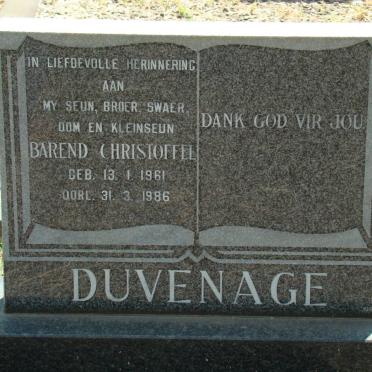 IN LIEFDEVOLLE HERINNERING
AAN
MY SEUN, BROER, SWAER,
OOM EN KLEINSEUN
BAREND CHRISTOFFEL
GEB. 13. 1. 1961
OORL. 31. 3. 1986
DANK GOD VIR JOU
DUVENAGE